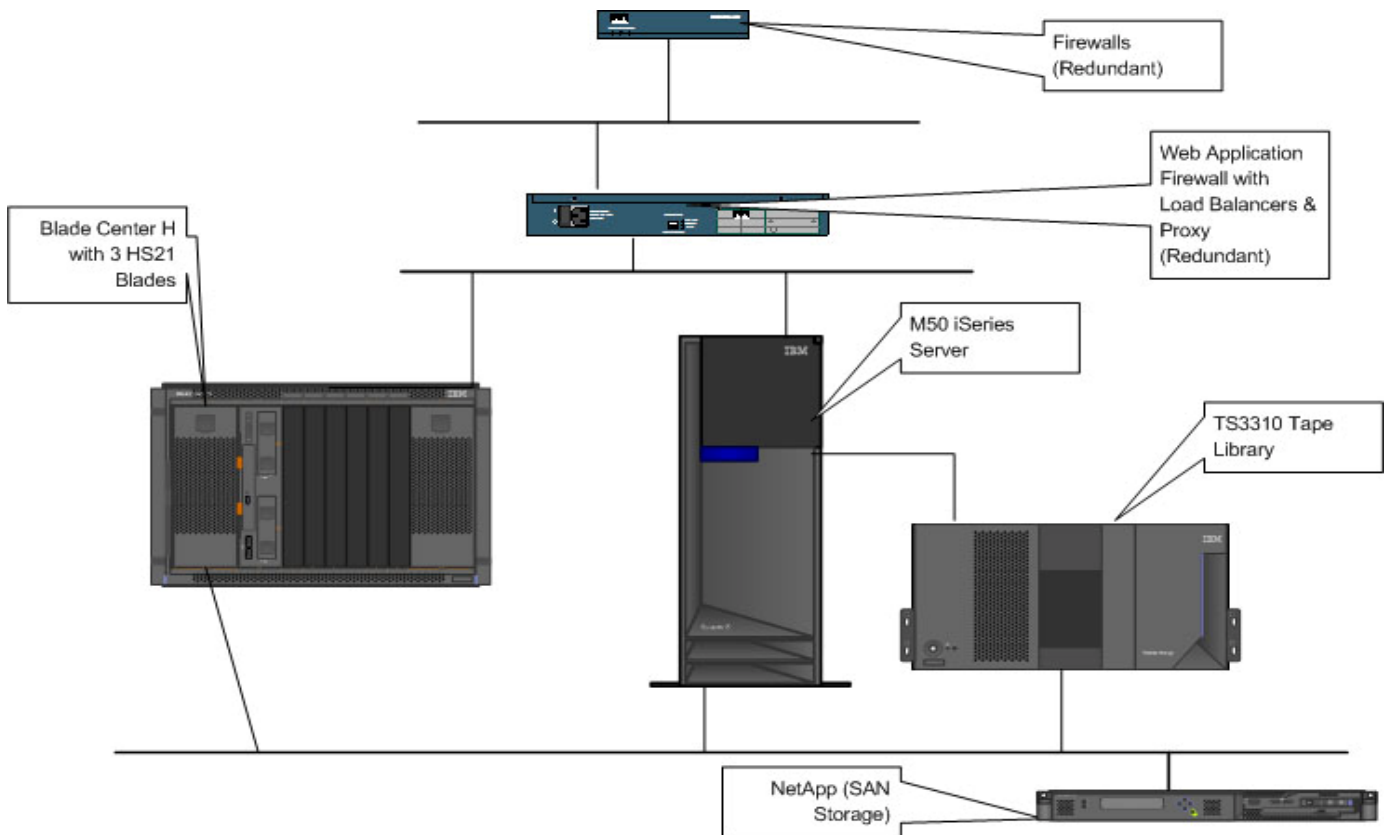 Firewalls
(Redundant)
Web Application
Firewall with
Load Balancers &
Proxy
(Redundant)
Blade Center H
with 3 HS21
Blades
M50 iSeries
Server
IBM
IBM
TS3310 Tape
Library
IBM
NetApp (SAN
Storage)